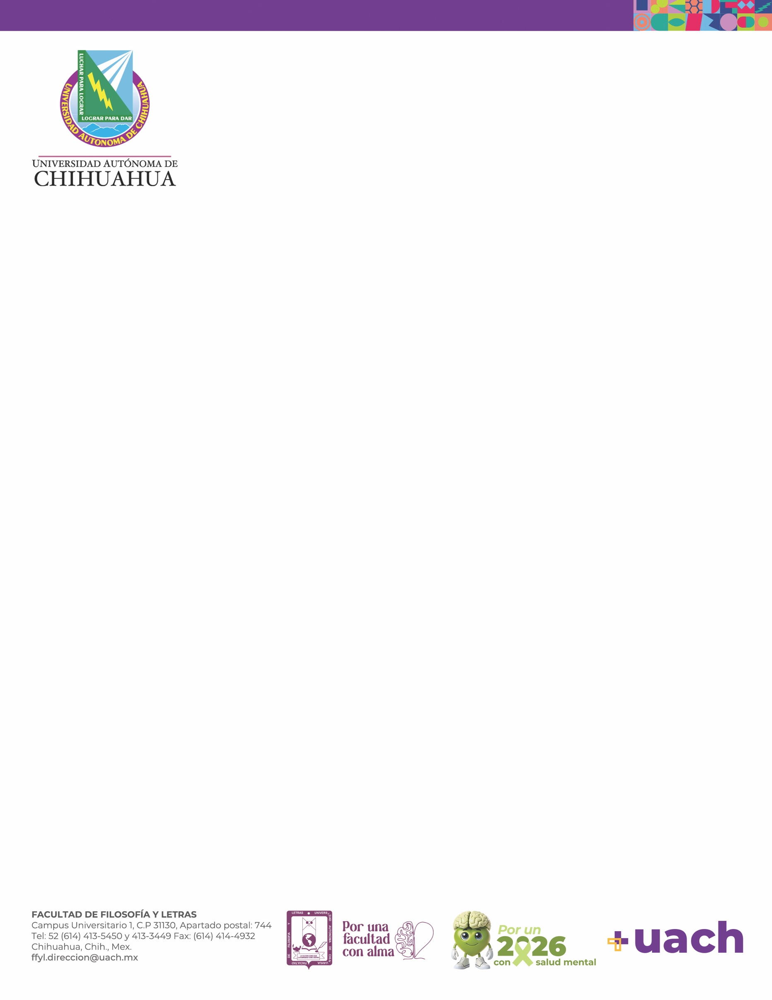 LUCHAR PARA LOGRAR
LOGRAR PARA DAR
UNIVERSIDAD AUTONOMA DE CHIHUAHUA
UNIVERSIDAD AUTÓNOMA DE
CHIHUAHUA
FACULTAD DE FILOSOFÍA Y LETRAS
Campus Universitario 1, C.P 31130, Apartado postal: 744
Tel: 52 (614) 413-5450 y 413-3449 Fax: (614) 414-4932
Chihuahua, Chih., Mex.
ffyl.direccion@uach.mx
FACULTAD DE FILOSOFIA Y LETRAS UNIVERSIDAD AUTONOMA DE CHIHUAHUA
Por una
facultad
con alma
Por un
2026
con salud mental
uach